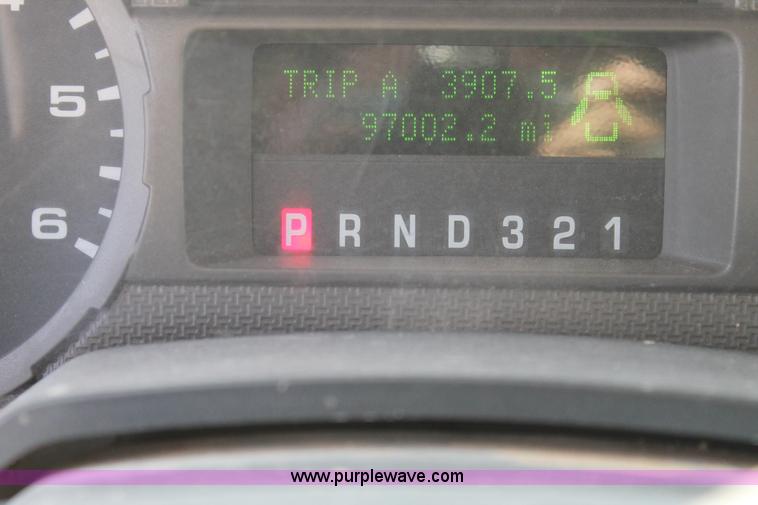 5
6
TRIP A 3907.5
97002.2 mi
P R N D 3 2 1
www.purplewave.com